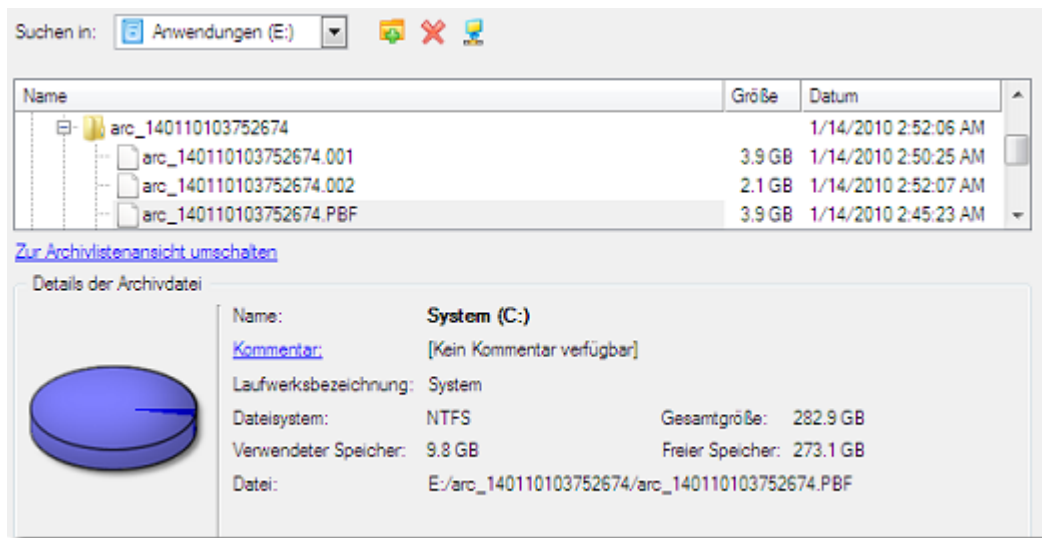 Suchen in: Anwendungen (E:)
Name Größe Datum
arc_140110103752674 1/14/2010 2:52:06 AM
arc_140110103752674.001 3.9 GB 1/14/2010 2:50:25 AM
arc_140110103752674.002 2.1 GB 1/14/2010 2:52:07 AM
arc_140110103752674.PBF 3.9 GB 1/14/2010 2:45:23 AM
Zur Archivlistenansicht umschalten
Details der Archivdatei
Name: System (C:)
Kommentar: [Kein Kommentar verfügbar]
Laufwerksbezeichnung: System
Dateisystem: NTFS Gesamtgröße: 282.9 GB
Verwendeter Speicher: 9.8 GB Freier Speicher: 273.1 GB
Datei: E:/arc_140110103752674/arc_140110103752674.PBF